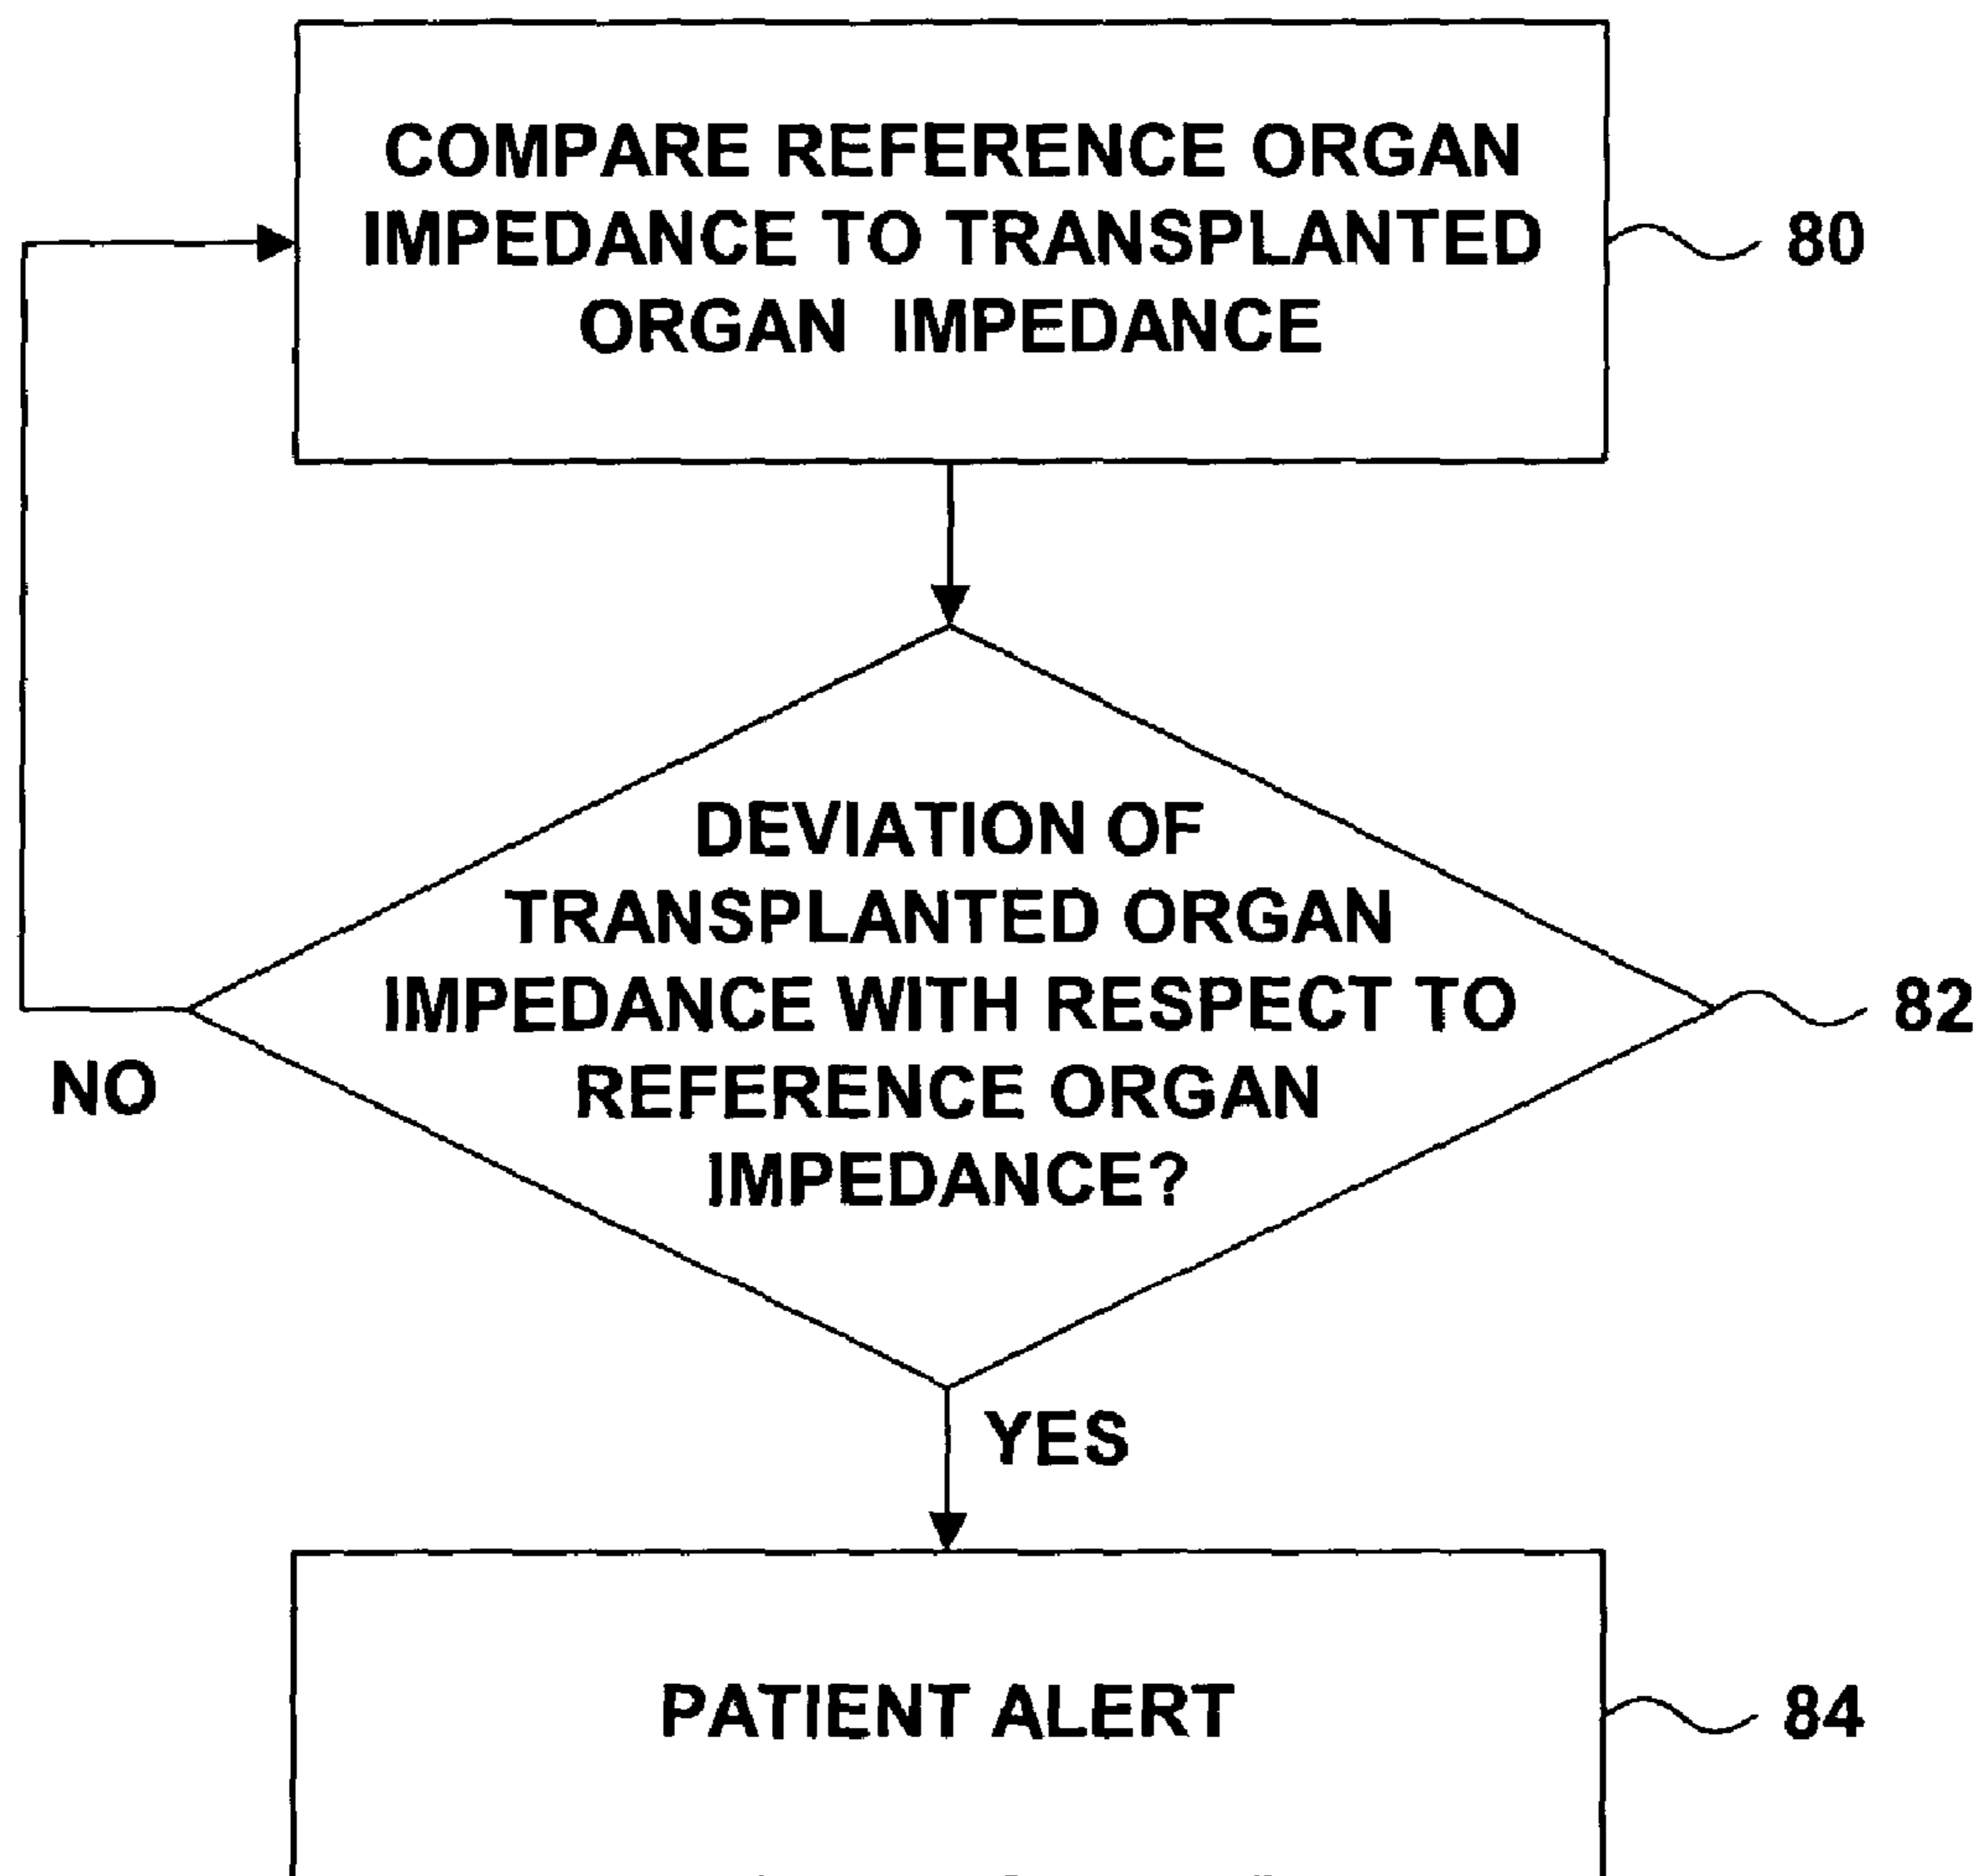 COMPARE REFERENCE ORGAN
IMPEDANCE TO TRANSPLANTED
ORGAN IMPEDANCE
80
DEVIATION OF
TRANSPLANTED ORGAN
IMPEDANCE WITH RESPECT TO
REFERENCE ORGAN
IMPEDANCE?
82
NO
YES
PATIENT ALERT
84